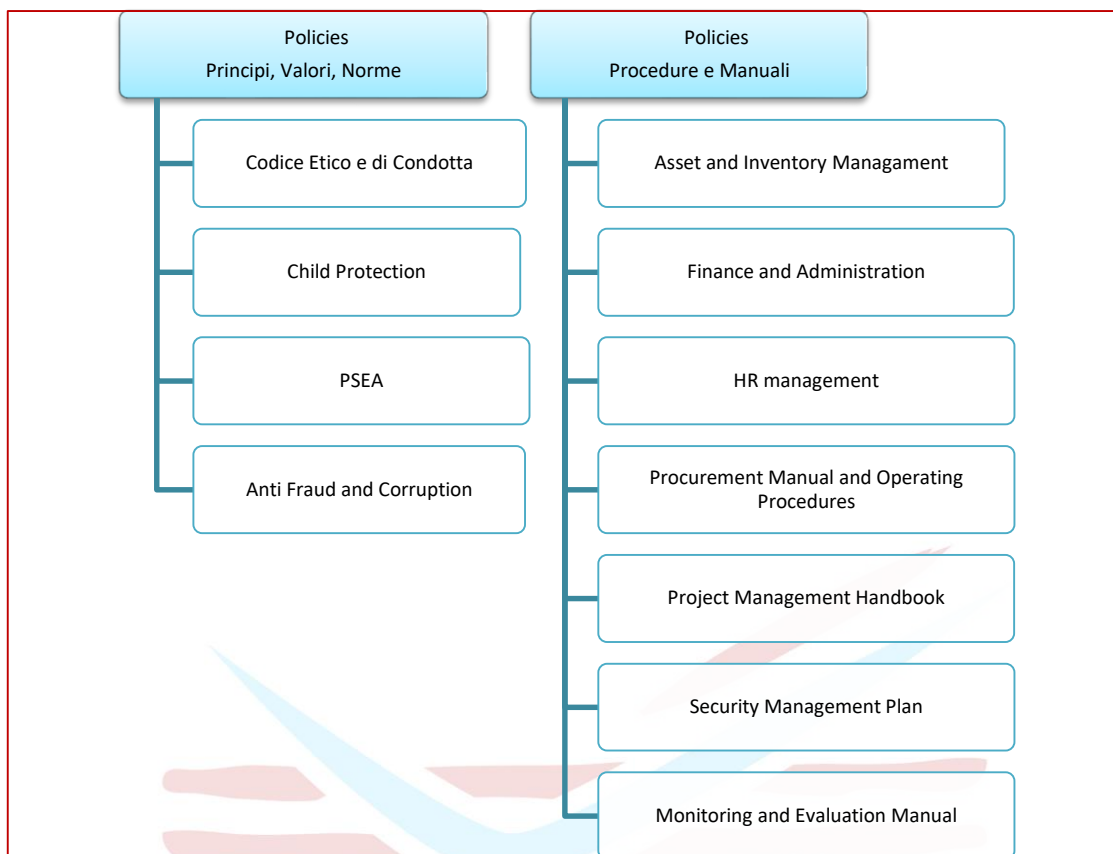 Policies
Principi, Valori, Norme
Codice Etico e di Condotta
Child Protection
PSEA
Anti Fraud and Corruption
Policies
Procedure e Manuali
Asset and Inventory Managament
Finance and Administration
HR management
Procurement Manual and Operating
Procedures
Project Management Handbook
Security Management Plan
Monitoring and Evaluation Manual